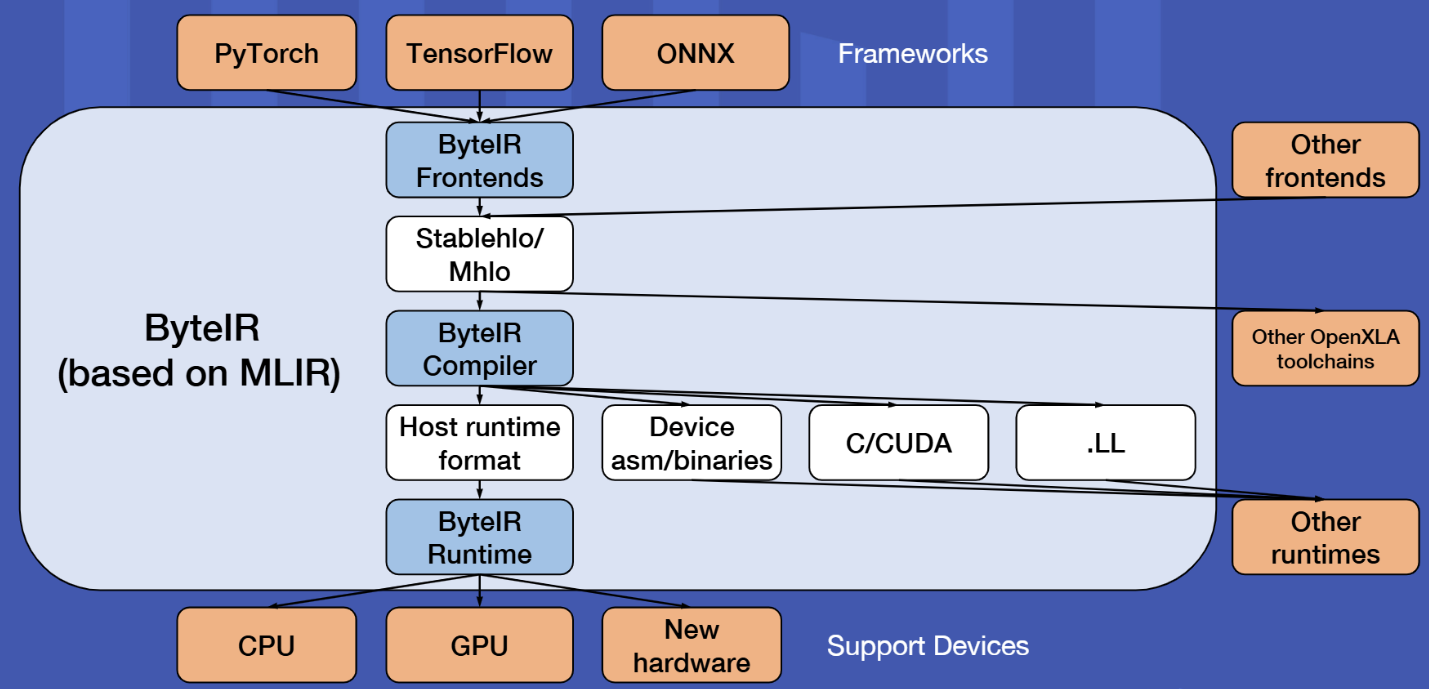 PyTorch
TensorFlow
ONNX
Frameworks
ByteIR
Frontends
Other
frontends
Stablehlo/
Mhlo
ByteIR
(based on MLIR)
ByteIR
Compiler
Other OpenXLA
toolchains
Host runtime
format
Device
asm/binaries
C/CUDA
.LL
ByteIR
Runtime
Other
runtimes
CPU
GPU
New
hardware
Support Devices